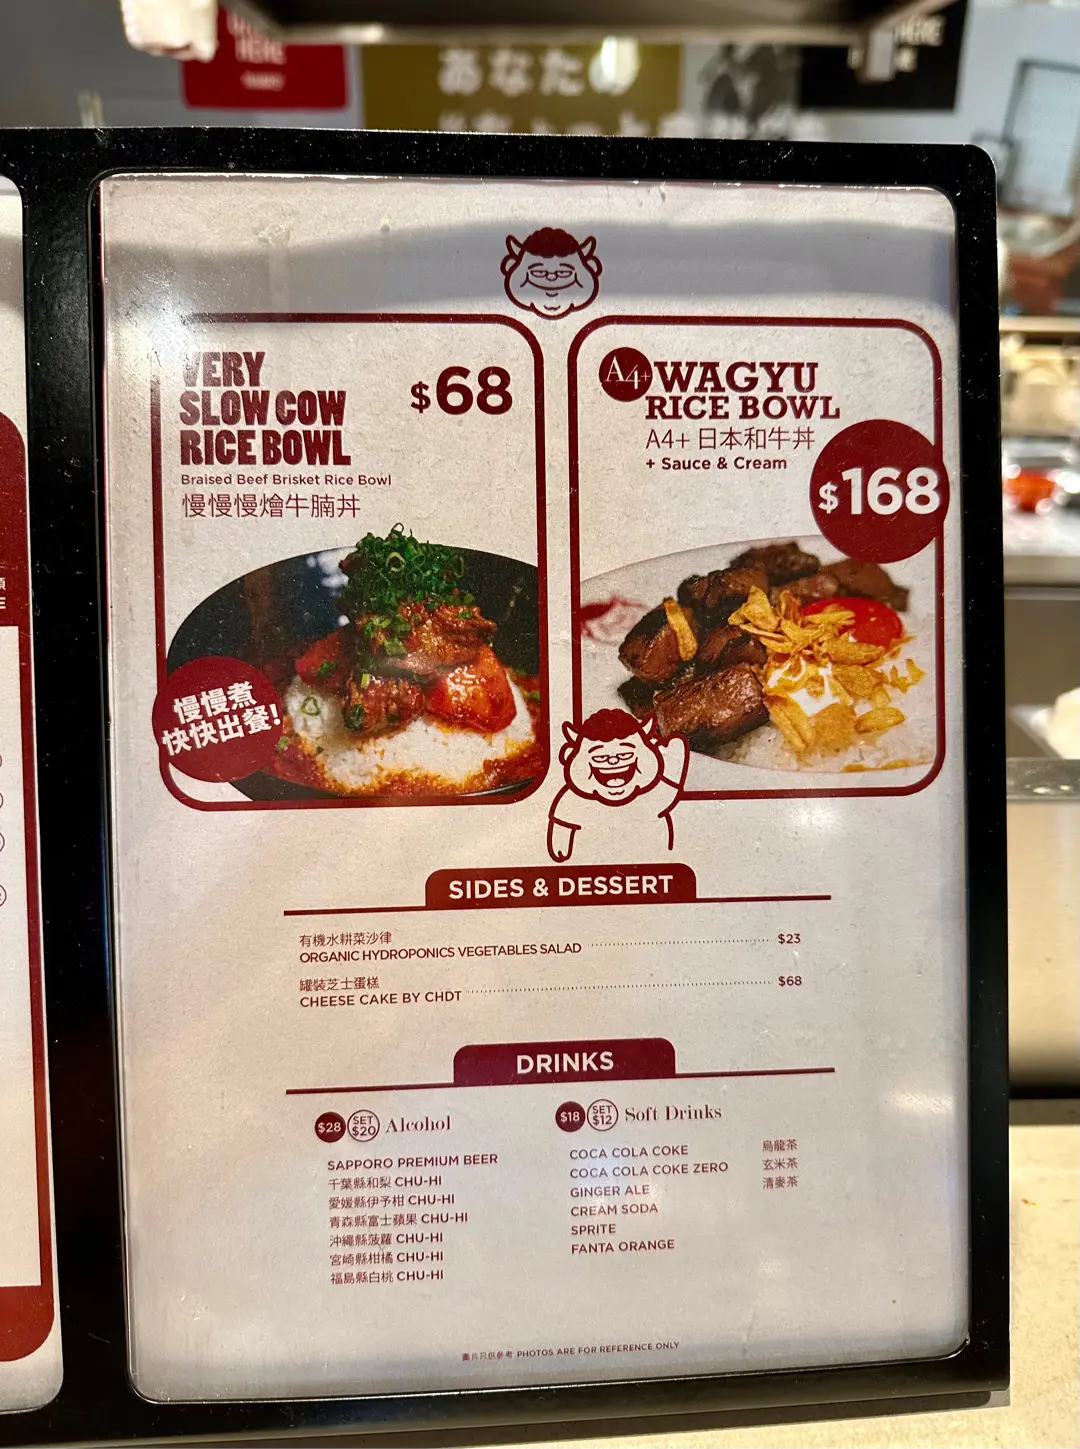 HERE
HERE
あなたの
VERY
SLOW COW
RICE BOWL
$68
Braised Beef Brisket Rice Bowl
慢慢慢燴牛腩丼
慢慢煮
快快出餐!
A4+ WAGYU
RICE BOWL
A4+ 日本和牛丼
+ Sauce & Cream
$168
SIDES & DESSERT
有機水耕菜沙律
ORGANIC HYDROPONICS VEGETABLES SALAD $23
罐裝芝士蛋糕
CHEESE CAKE BY CHDT $68
DRINKS
$28 SET $20 Alcohol
SAPPORO PREMIUM BEER
千葉縣和梨 CHU-HI
愛媛縣伊予柑 CHU-HI
青森縣富士蘋果 CHU-HI
沖繩縣菠蘿 CHU-HI
宮崎縣柑橘 CHU-HI
福島縣白桃 CHU-HI
$18 SET $12 Soft Drinks
COCA COLA COKE
COCA COLA COKE ZERO
GINGER ALE
CREAM SODA
SPRITE
FANTA ORANGE
烏龍茶
玄米茶
清麥茶
圖片只供參考 PHOTOS ARE FOR REFERENCE ONLY